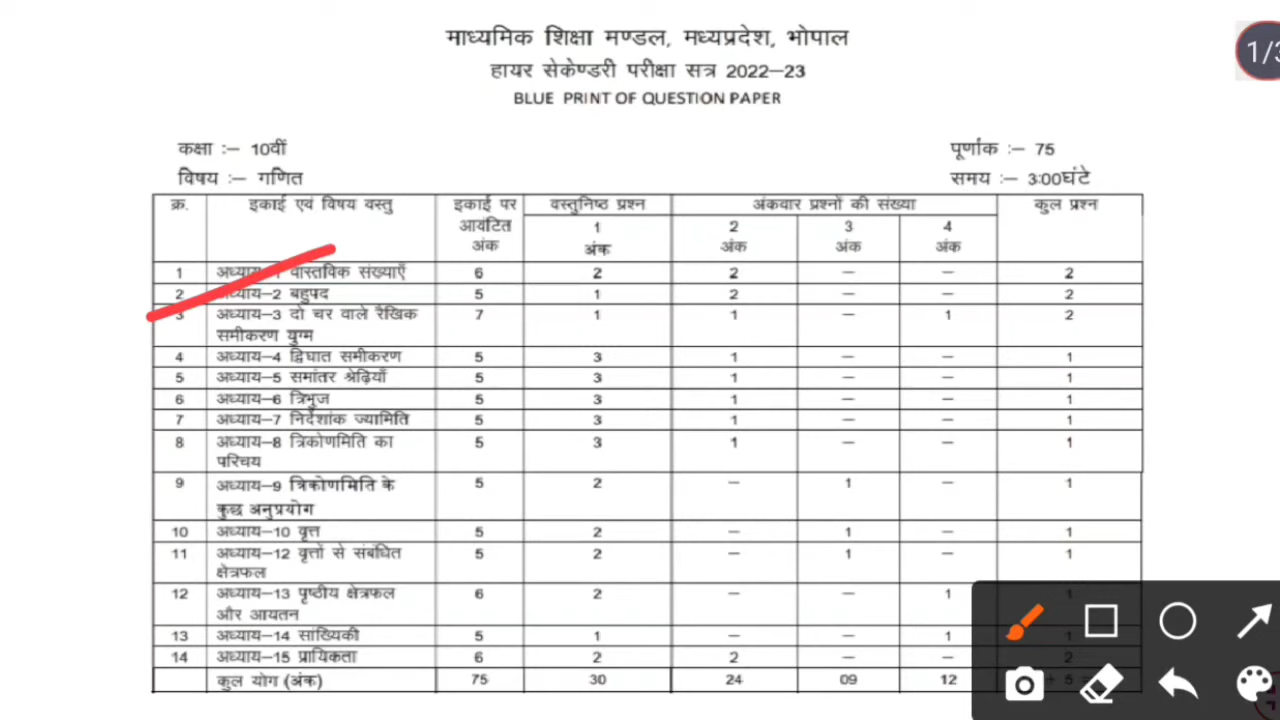 माध्यमिक शिक्षा मण्डल, मध्यप्रदेश, भोपाल
1/3
हायर सेकेण्डरी परीक्षा सत्र 2022–23
BLUE PRINT OF QUESTION PAPER
कक्षा :– 10वीं पूर्णांक :– 75
विषय :– गणित समय :– 3:00घंटे
क्र. इकाई एवं विषय वस्तु इकाई पर आवंटित अंक वस्तुनिष्ठ प्रश्न अंकवार प्रश्नों की संख्या कुल प्रश्न
1 अंक 2 अंक 3 अंक 4 अंक
1 अध्याय–1 वास्तविक संख्याएँ 6 2 2 – – 2
2 अध्याय–2 बहुपद 5 1 2 – – 2
3 अध्याय–3 दो चर वाले रैखिक 7 1 1 – 1 2
समीकरण युग्म
4 अध्याय–4 द्विघात समीकरण 5 3 1 – – 1
5 अध्याय–5 समांतर श्रेढ़ियाँ 5 3 1 – – 1
6 अध्याय–6 त्रिभुज 5 3 1 – – 1
7 अध्याय–7 निर्देशांक ज्यामिति 5 3 1 – – 1
8 अध्याय–8 त्रिकोणमिति का 5 3 1 – – 1
परिचय
9 अध्याय–9 त्रिकोणमिति के 5 2 – 1 – 1
कुछ अनुप्रयोग
10 अध्याय–10 वृत्त 5 2 – 1 – 1
11 अध्याय–12 वृत्तों से संबंधित 5 2 – 1 – 1
क्षेत्रफल
12 अध्याय–13 पृष्ठीय क्षेत्रफल 6 2 – – 1 1
और आयतन
13 अध्याय–14 सांख्यिकी 5 1 – – 1 1
14 अध्याय–15 प्रायिकता 6 2 2 – – 2
कुल योग (अंक) 75 30 24 09 12